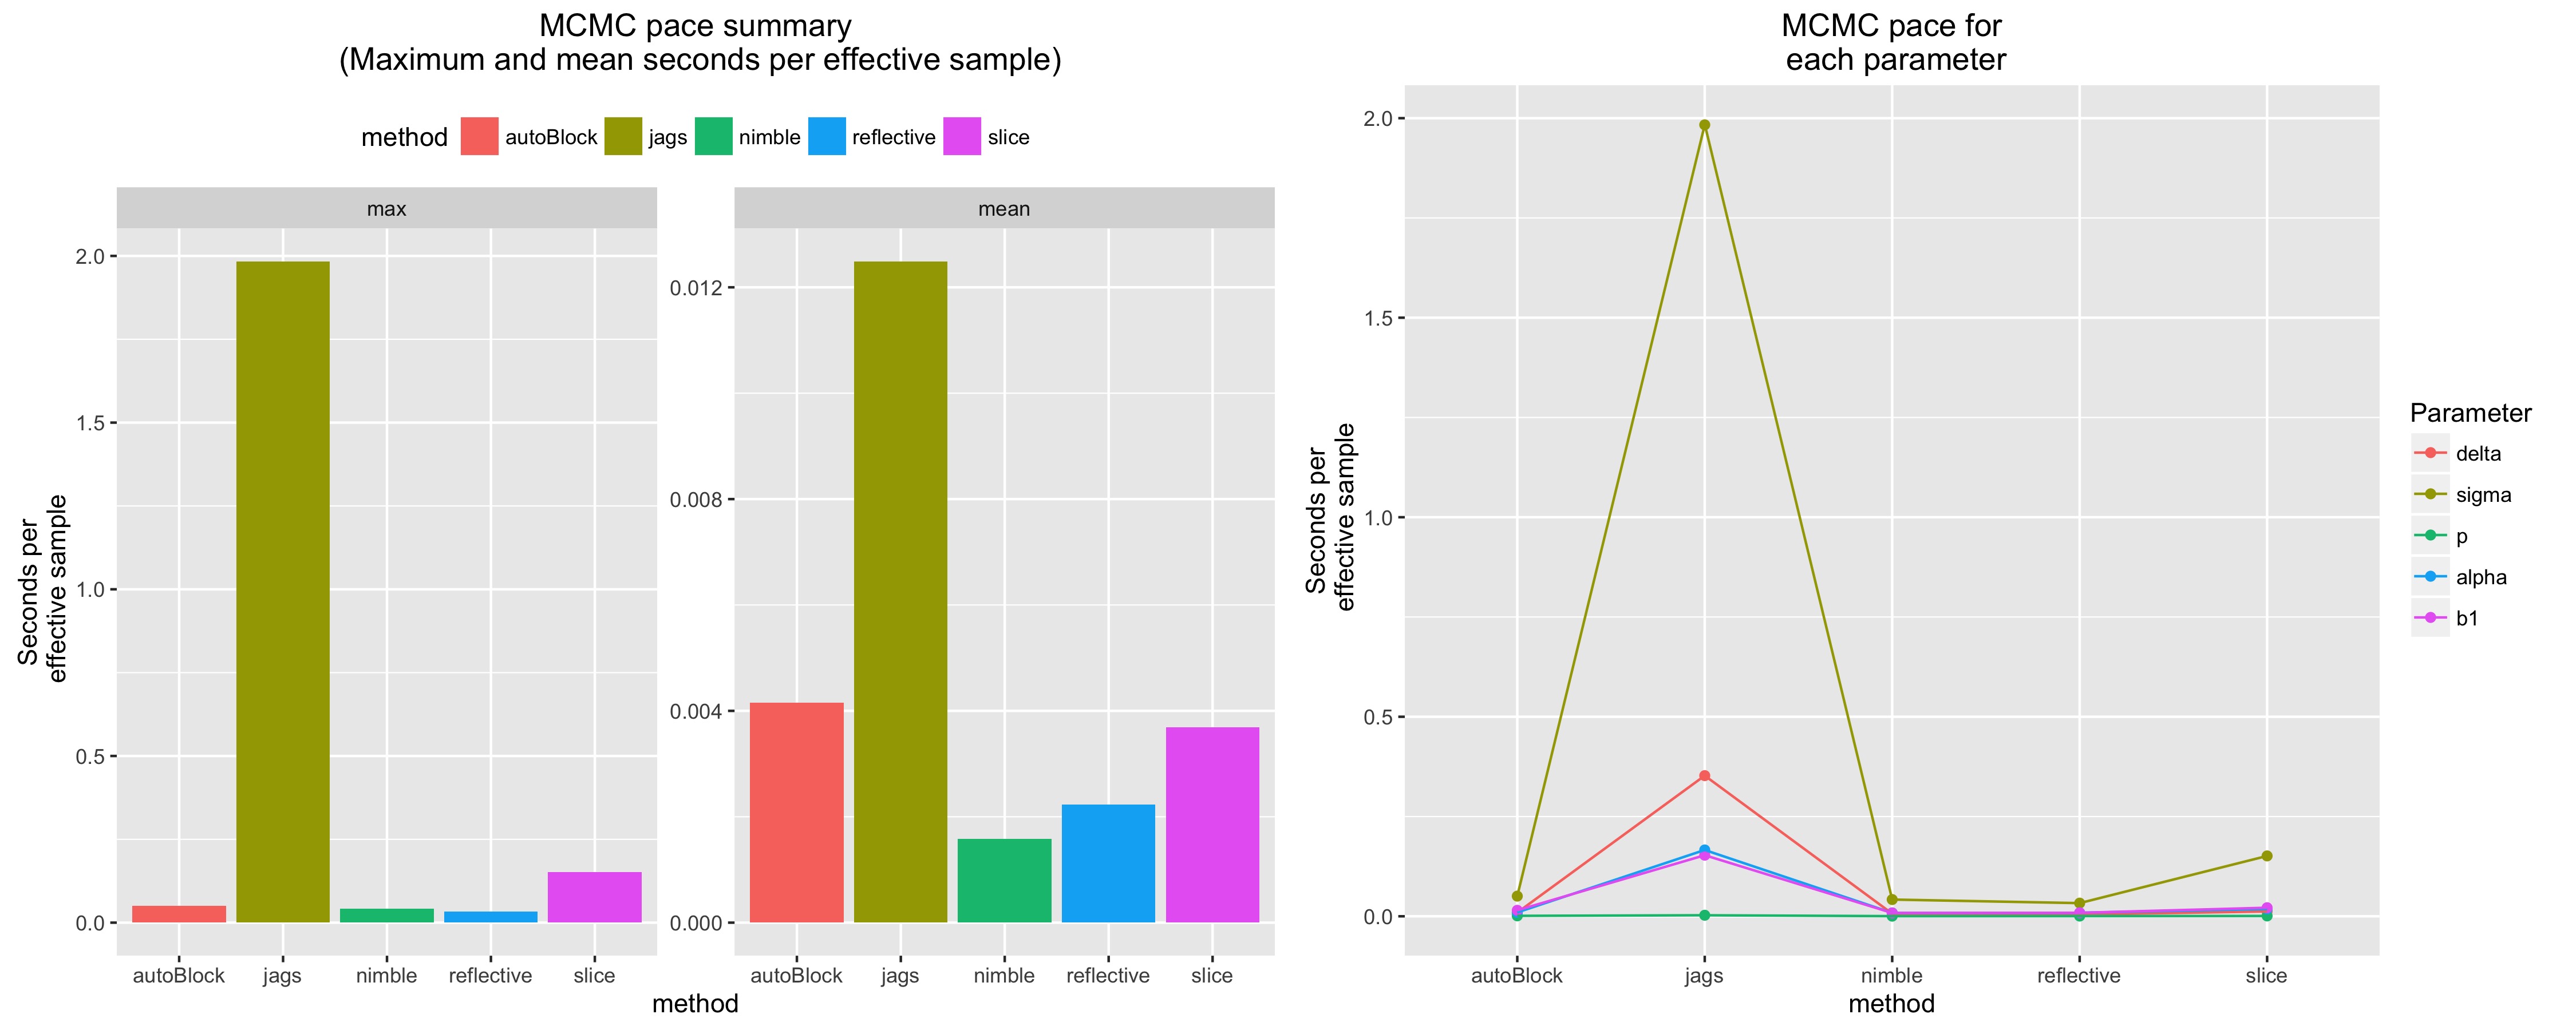 MCMC pace summary
(Maximum and mean seconds per effective sample)
method autoBlock jags nimble reflective slice
max
mean
Seconds per
effective sample
2.0
1.5
1.0
0.5
0.0
0.012
0.008
0.004
0.000
autoBlock jags nimble reflective slice
autoBlock jags nimble reflective slice
method
MCMC pace for
each parameter
Seconds per
effective sample
2.0
1.5
1.0
0.5
0.0
autoBlock jags nimble reflective slice
method
Parameter
delta
sigma
p
alpha
b1